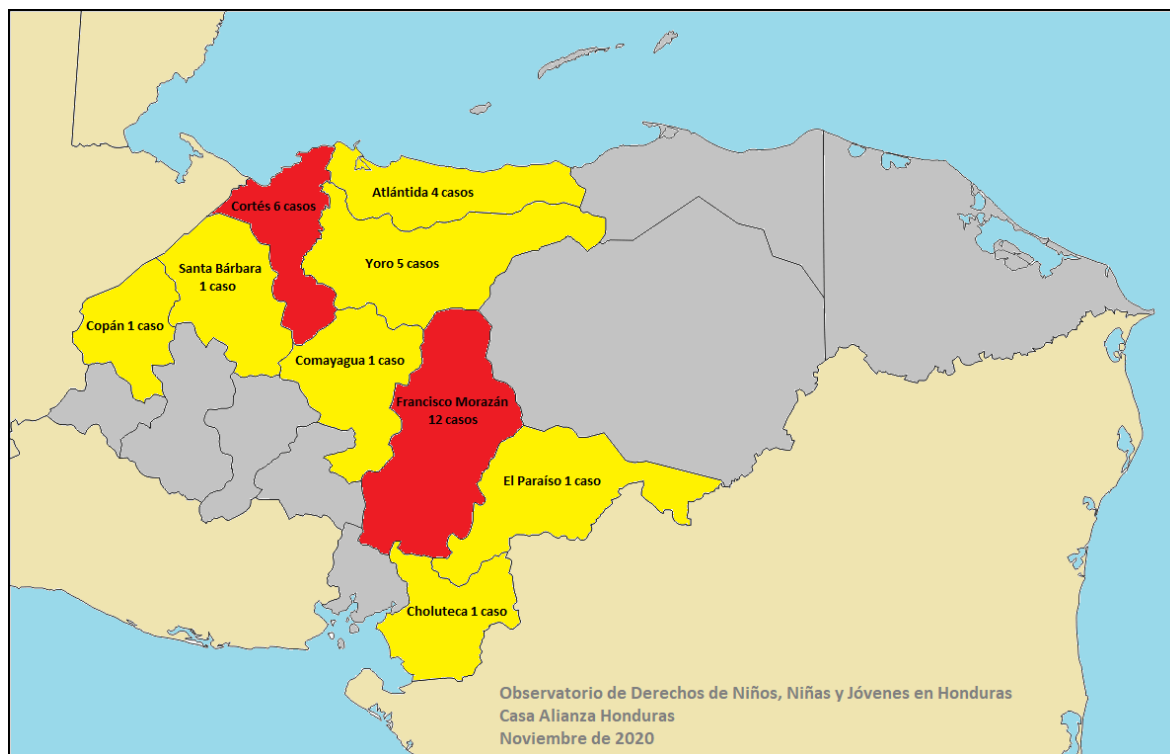 Atlántida 4 casos
Cortés 6 casos
Yoro 5 casos
Santa Bárbara
1 caso
Copán 1 caso
Comayagua 1 caso
Francisco Morazán
12 casos
El Paraíso 1 caso
Choluteca 1 caso
Observatorio de Derechos de Niños, Niñas y Jóvenes en Honduras
Casa Alianza Honduras
Noviembre de 2020